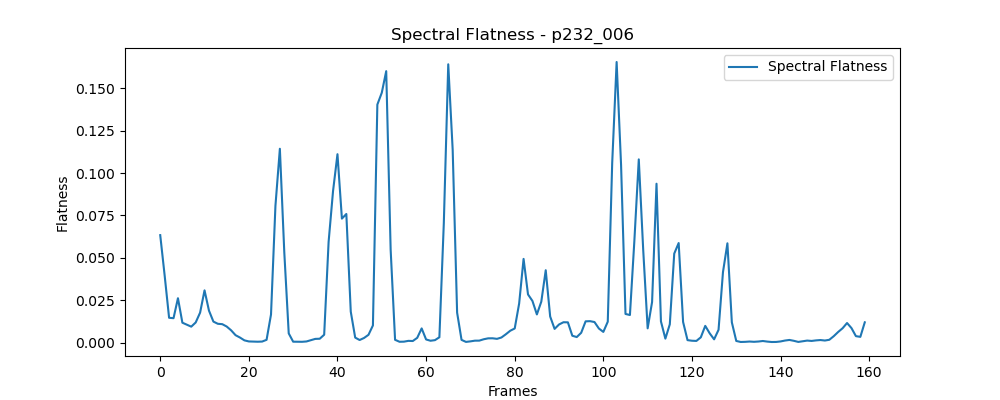 Spectral Flatness - p232_006
Spectral Flatness
0.150
0.125
0.100
0.075
0.050
0.025
0.000
Flatness
0 20 40 60 80 100 120 140 160
Frames